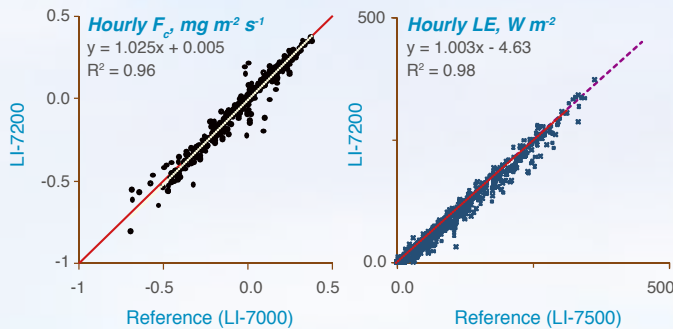 Hourly Fc, mg m-2 s-1
y = 1.025x + 0.005
R2 = 0.96
0.5
0.0
-0.5
-1
LI-7200
-1
-0.5
0.0
0.5
Reference (LI-7000)
Hourly LE, W m-2
y = 1.003x - 4.63
R2 = 0.98
500
0.0
LI-7200
0.0
500
Reference (LI-7500)